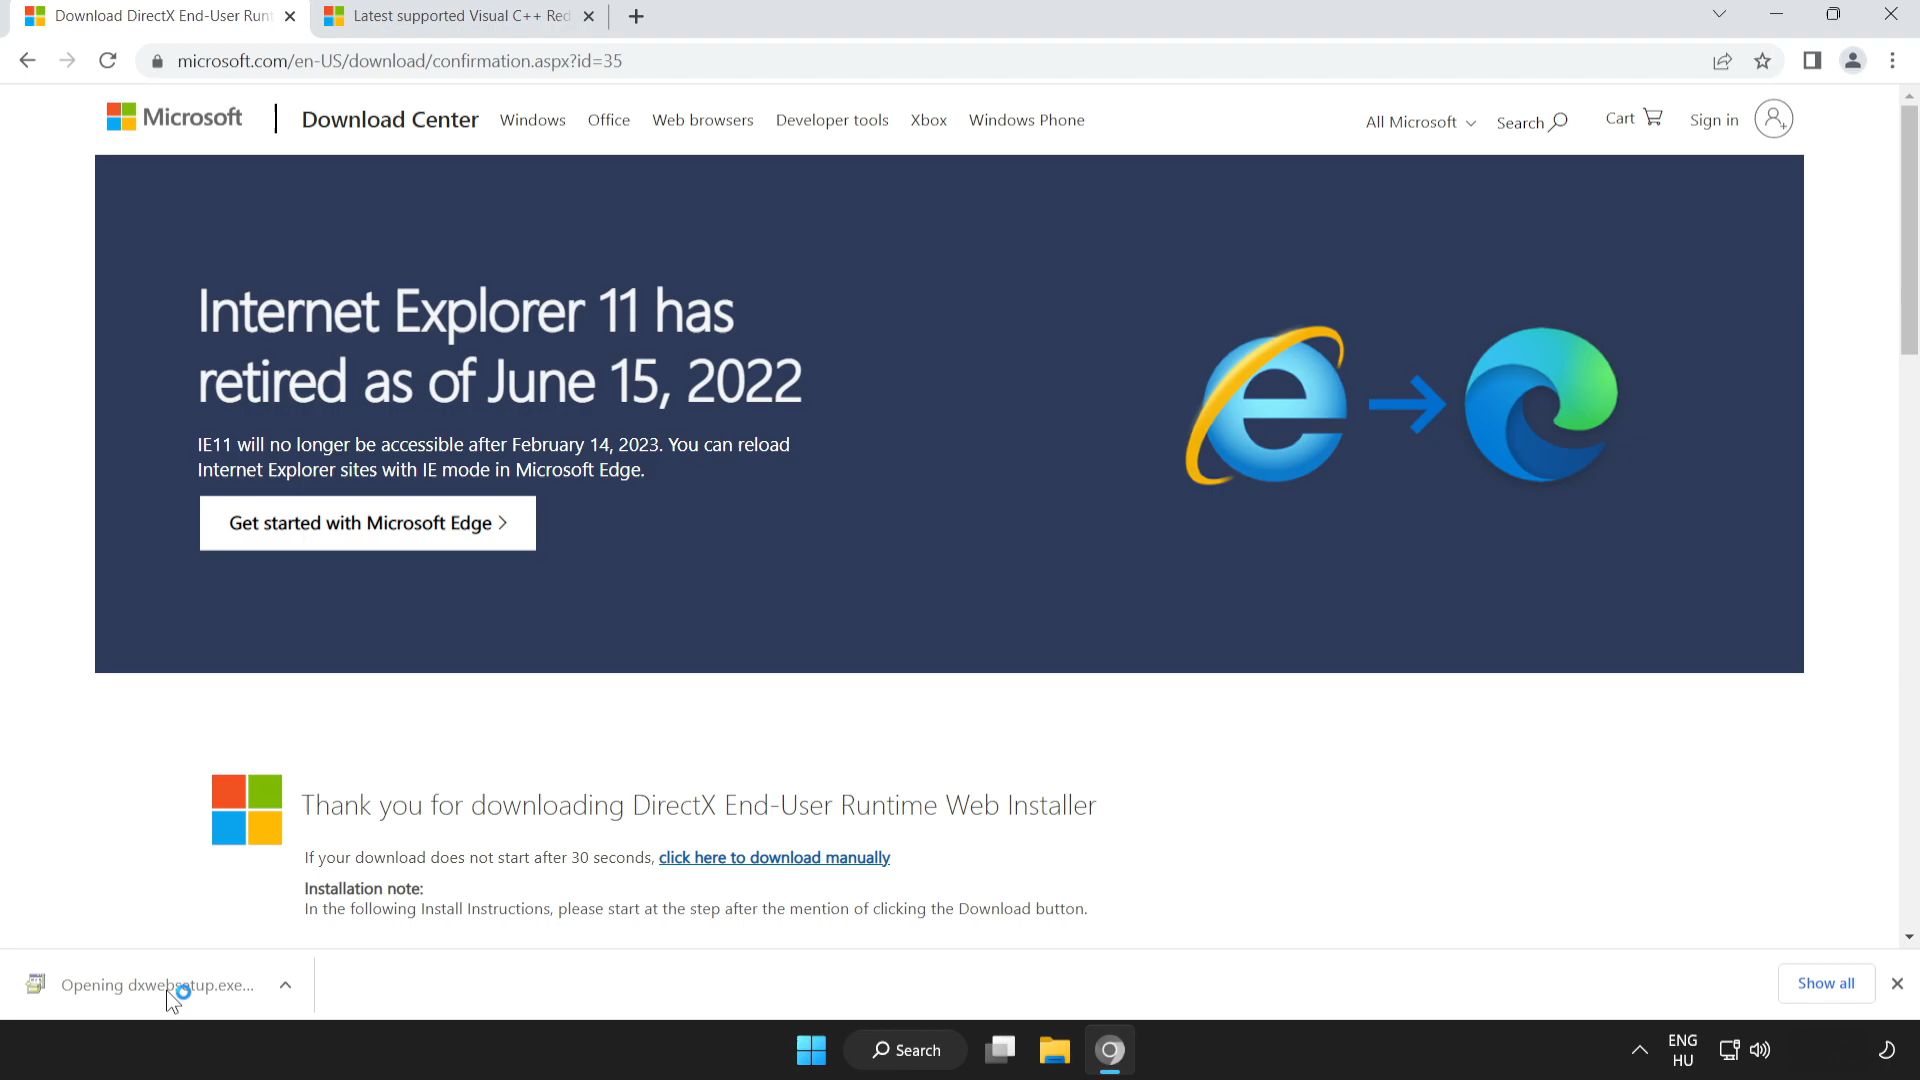 Download DirectX End-User Runt
Latest supported Visual C++ Red
microsoft.com/en-US/download/confirmation.aspx?id=35
Microsoft
Download Center
Windows
Office
Web browsers
Developer tools
Xbox
Windows Phone
All Microsoft
Search
Cart
Sign in
Internet Explorer 11 has
retired as of June 15, 2022
IE11 will no longer be accessible after February 14, 2023. You can reload
Internet Explorer sites with IE mode in Microsoft Edge.
Get started with Microsoft Edge >
Thank you for downloading DirectX End-User Runtime Web Installer
If your download does not start after 30 seconds, click here to download manually
Installation note:
In the following Install Instructions, please start at the step after the mention of clicking the Download button.
Opening dxwebsetup.exe...
Show all
Search
ENG
HU